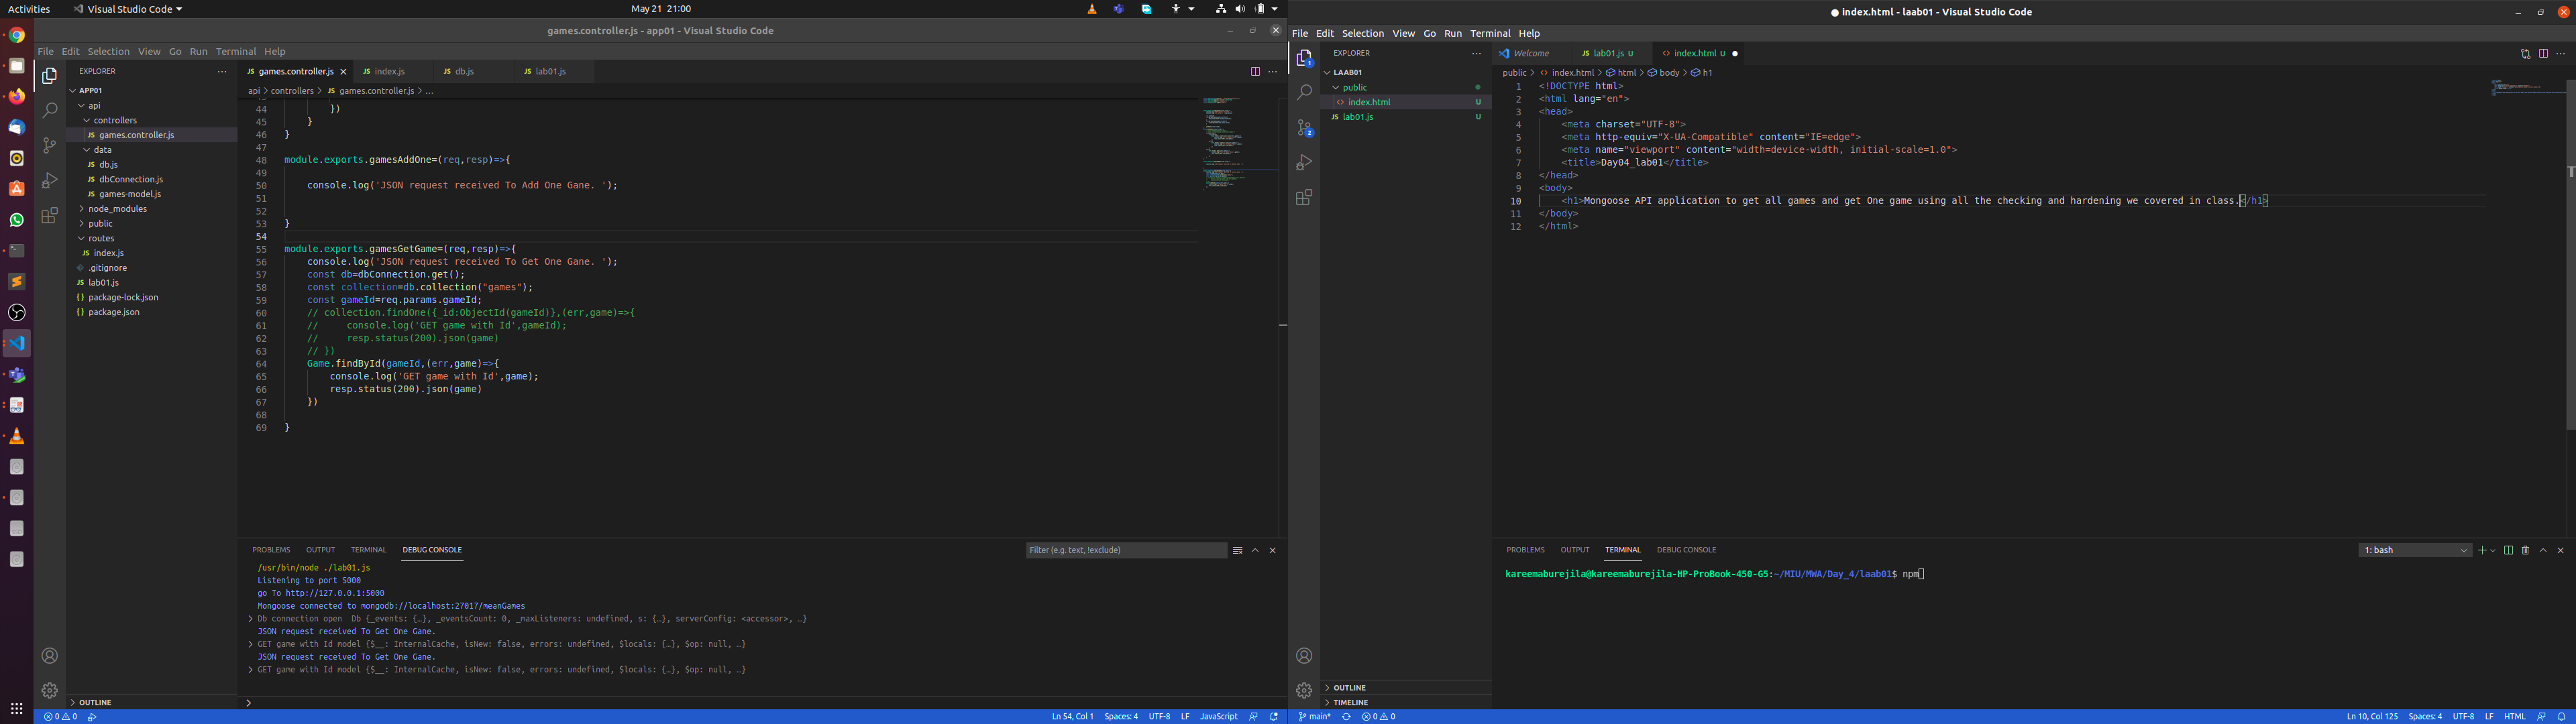 Activities Visual Studio Code May 21 21:00
games.controller.js - app01 - Visual Studio Code
File Edit Selection View Go Run Terminal Help
EXPLORER
APP01
api
controllers
games.controller.js
data
db.js
dbConnection.js
games-model.js
node_modules
public
routes
index.js
.gitignore
lab01.js
package-lock.json
package.json
OUTLINE
games.controller.js index.js db.js lab01.js
api > controllers > games.controller.js > ...
44 })
45 }
46 }
47
48 module.exports.gamesAddOne=(req,resp)=>{
49
50 console.log('JSON request received To Add One Gane. ');
51
52
53 }
54
55 module.exports.gamesGetGame=(req,resp)=>{
56 console.log('JSON request received To Get One Gane. ');
57 const db=dbConnection.get();
58 const collection=db.collection("games");
59 const gameId=req.params.gameId;
60 // collection.findOne({_id:ObjectId(gameId)},(err,game)=>{
61 // console.log('GET game with Id',gameId);
62 // resp.status(200).json(game)
63 // })
64 Game.findById(gameId,(err,game)=>{
65 console.log('GET game with Id',game);
66 resp.status(200).json(game)
67 })
68
69 }
PROBLEMS OUTPUT TERMINAL DEBUG CONSOLE Filter (e.g. text, !exclude)
/usr/bin/node ./lab01.js
Listening to port 5000
go To http://127.0.0.1:5000
Mongoose connected to mongodb://localhost:27017/meanGames
> Db connection open Db {_events: {…}, _eventsCount: 0, _maxListeners: undefined, s: {…}, serverConfig: <accessor>, …}
JSON request received To Get One Gane.
> GET game with Id model {$__: InternalCache, isNew: false, errors: undefined, $locals: {…}, $op: null, …}
JSON request received To Get One Gane.
> GET game with Id model {$__: InternalCache, isNew: false, errors: undefined, $locals: {…}, $op: null, …}
0 0 Ln 54, Col 1 Spaces: 4 UTF-8 LF JavaScript
● index.html - laab01 - Visual Studio Code
File Edit Selection View Go Run Terminal Help
EXPLORER
LAAB01
public
index.html U
lab01.js U
1
2
OUTLINE
TIMELINE
Welcome lab01.js U index.html U
public > index.html > html > body > h1
1 <!DOCTYPE html>
2 <html lang="en">
3 <head>
4 <meta charset="UTF-8">
5 <meta http-equiv="X-UA-Compatible" content="IE=edge">
6 <meta name="viewport" content="width=device-width, initial-scale=1.0">
7 <title>Day04_lab01</title>
8 </head>
9 <body>
10 <h1>Mongoose API application to get all games and get One game using all the checking and hardening we covered in class.</h1>
11 </body>
12 </html>
PROBLEMS OUTPUT TERMINAL DEBUG CONSOLE 1: bash
kareemaburejila@kareemaburejila-HP-ProBook-450-G5:~/MIU/MWA/Day_4/laab01$ npm
main* 0 0 Ln 10, Col 125 Spaces: 4 UTF-8 LF HTML